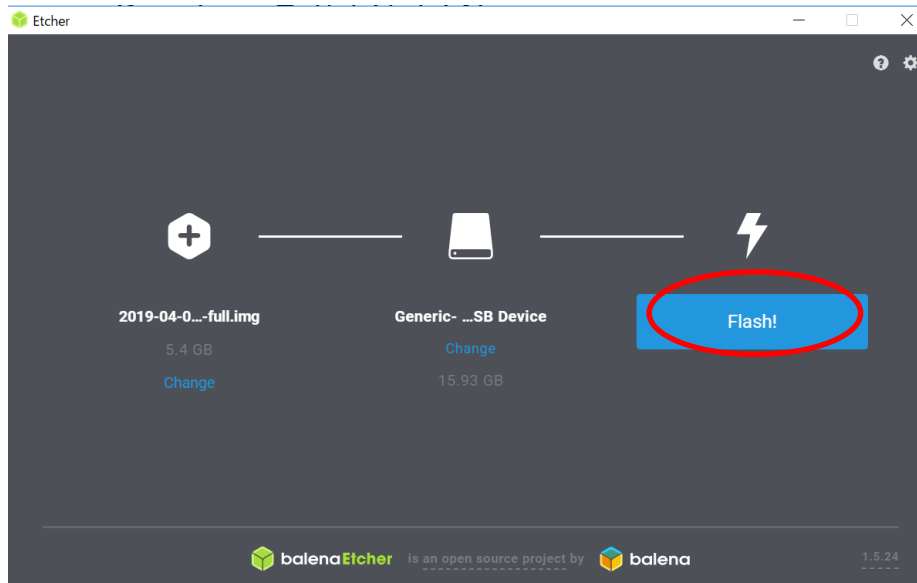 Etcher
2019-04-0...-full.img
5.4 GB
Change
Generic- ...SB Device
Change
15.93 GB
Flash!
balenaEtcher is an open source project by balena
1.5.24